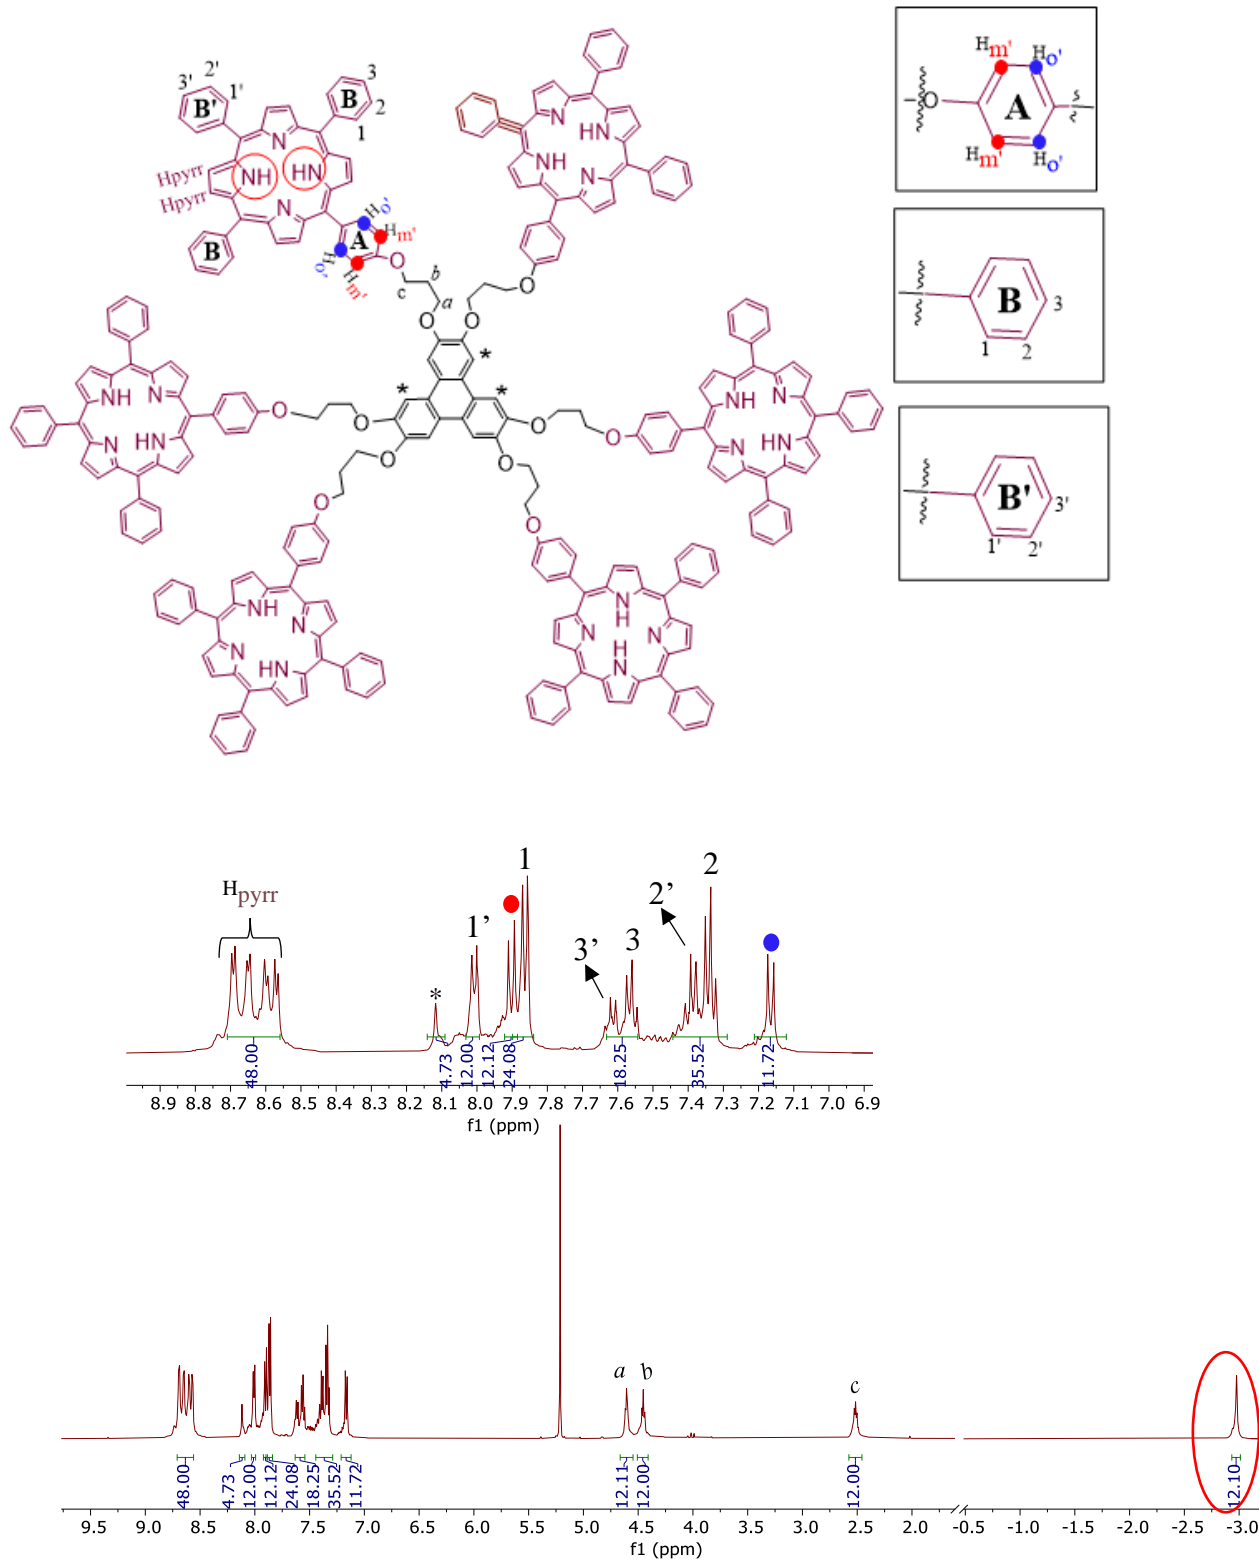 3' 2' 1' B' B 3 2 1
Hpyrr
Hpyrr
NH HN N N
B
A
Ho'
Hm'
H o'
Hm'
O
c b a
O O O
N HN NH N
* * *
NH N N HN
O O
O O
NH N N HN
O O O O O
NH N N HN
N H N N H N
Hm' Ho'
O A
Hm' Ho'
B 3
1 2
B' 3'
1' 2'
Hpyrr
*
1'
1
3'
3
2'
2
48.00 4.73 12.00 12.12 24.08 18.25 35.52 11.72
8.9 8.8 8.7 8.6 8.5 8.4 8.3 8.2 8.1 8.0 7.9 7.8 7.7 7.6 7.5 7.4 7.3 7.2 7.1 7.0 6.9
f1 (ppm)
a b c
48.00 4.73 12.00 12.12 24.08 18.25 35.52 11.72 12.11 12.00 12.00 12.10
9.5 9.0 8.5 8.0 7.5 7.0 6.5 6.0 5.5 5.0 4.5 4.0 3.5 3.0 2.5 2.0 -0.5 -1.0 -1.5 -2.0 -2.5 -3.0
f1 (ppm)